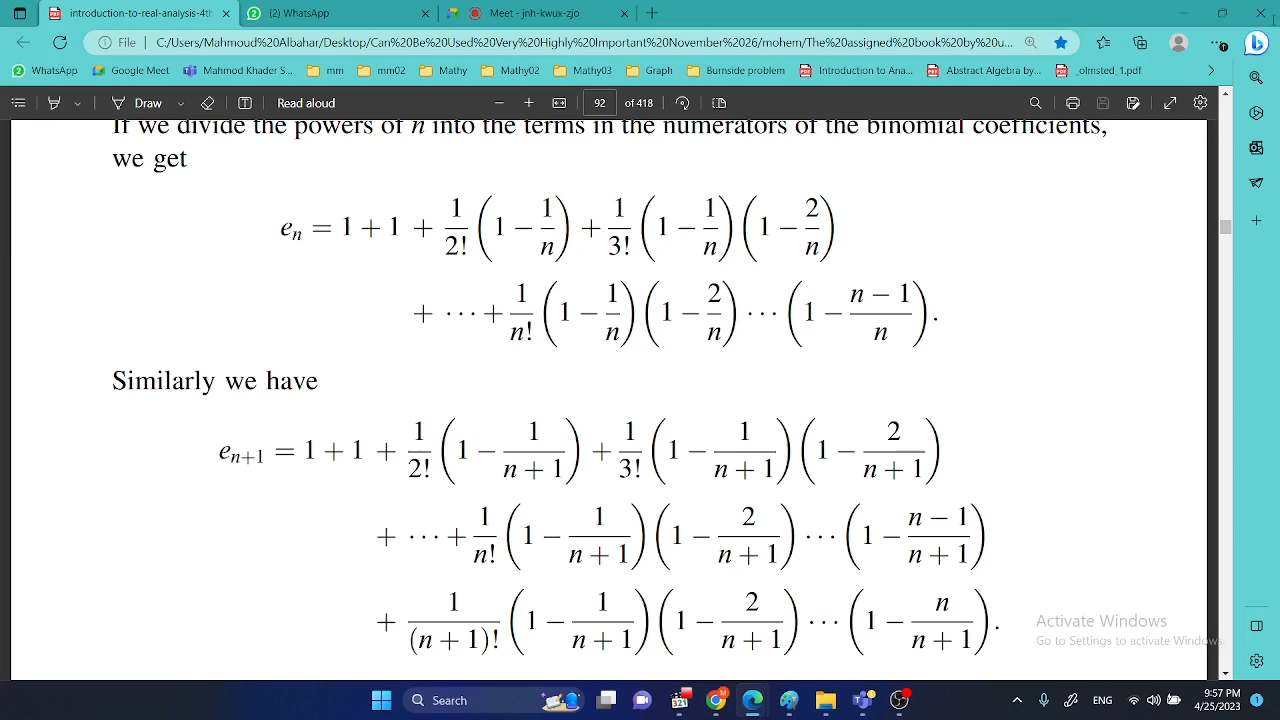 introduction-to-real-analysis-4th
(2) WhatsApp
Meet - jnh-kwux-zjo
File
C:/Users/Mahmoud%20Albahar/Desktop/Can%20Be%20Used%20Very%20Highly%20Important%20November%202026/mohem/The%20assigned%20book%20by%20u...
WhatsApp Google Meet Mahmd Khader S... mm mm02 Mathy Mathy02 Mathy03 Graph Burnside problem Introduction to Ana... Abstract Algebra by... _olmsted_1.pdf
Draw Read aloud 92 of 418
If we divide the powers of n into the terms in the numerators of the binomial coefficients,
we get
e_n = 1 + 1 + 1/2! (1 − 1/n) + 1/3! (1 − 1/n)(1 − 2/n)
+ ⋯ + 1/n! (1 − 1/n)(1 − 2/n) ⋯ (1 − (n − 1)/n).
Similarly we have
e_{n+1} = 1 + 1 + 1/2! (1 − 1/(n + 1)) + 1/3! (1 − 1/(n + 1))(1 − 2/(n + 1))
+ ⋯ + 1/n! (1 − 1/(n + 1))(1 − 2/(n + 1)) ⋯ (1 − (n − 1)/(n + 1))
+ 1/(n + 1)! (1 − 1/(n + 1))(1 − 2/(n + 1)) ⋯ (1 − n/(n + 1)).
Activate Windows
Go to Settings to activate Windows.
Search
ENG
9:57 PM
4/25/2023